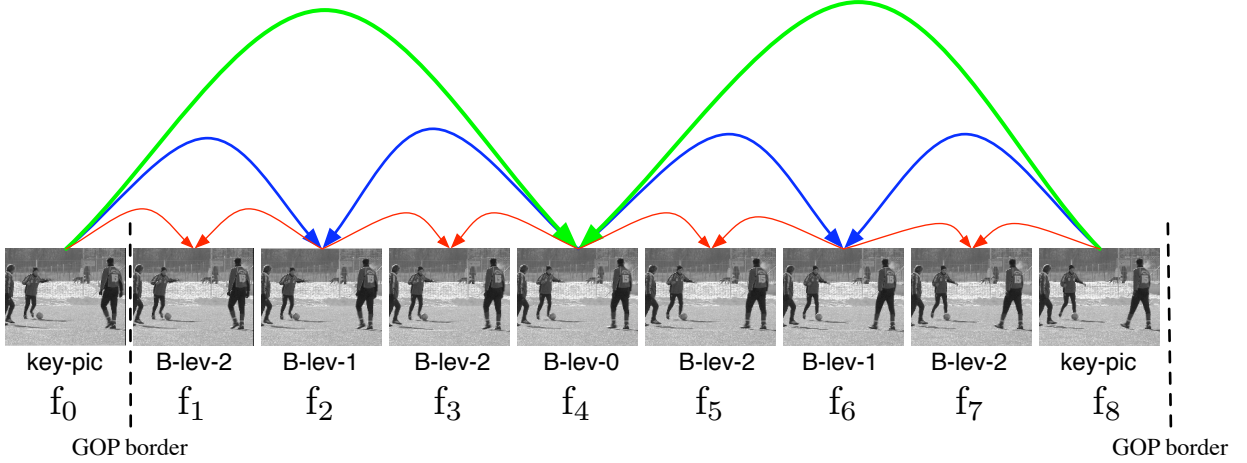 key-pic B-lev-2 B-lev-1 B-lev-2 B-lev-0 B-lev-2 B-lev-1 B-lev-2 key-pic
f0 f1 f2 f3 f4 f5 f6 f7 f8
GOP border GOP border